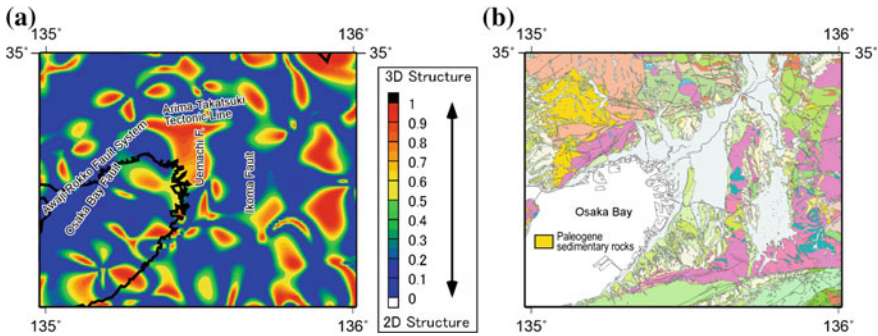 (a)
135°
136°
35°
35°
Arima-Takatsuki
Tectonic Line
Awaji-Rokko Fault System
Osaka Bay Fault
Uemachi F.
Ikoma Fault
135°
136°
3D Structure
1
0.9
0.8
0.7
0.6
0.5
0.4
0.3
0.2
0.1
0
2D Structure
(b)
135°
136°
35°
35°
Osaka Bay
Paleogene
sedimentary rocks
135°
136°